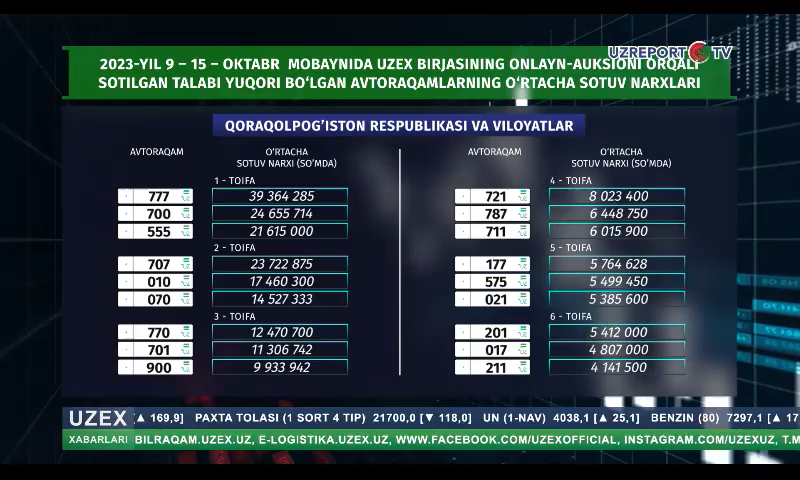 UZREPORT TV
2023-YIL 9 – 15 – OKTABR MOBAYNIDA UZEX BIRJASINING ONLAYN-AUKSIONI ORQALI
SOTILGAN TALABI YUQORI BO‘LGAN AVTORAQAMLARNING O‘RTACHA SOTUV NARXLARI
QORAQOLPOG’ISTON RESPUBLIKASI VA VILOYATLAR
AVTORAQAM
O‘RTACHA
SOTUV NARXI (SO’MDA)
1 - TOIFA
777 39 364 285
700 24 655 714
555 21 615 000
2 - TOIFA
707 23 722 875
010 17 460 300
070 14 527 333
3 - TOIFA
770 12 470 700
701 11 306 742
900 9 933 942
AVTORAQAM
O‘RTACHA
SOTUV NARXI (SO’MDA)
4 - TOIFA
721 8 023 400
787 6 448 750
711 6 015 900
5 - TOIFA
177 5 764 628
575 5 499 450
021 5 385 600
6 - TOIFA
201 5 412 000
017 4 807 000
211 4 141 500
UZEX [▲ 169,9] PAXTA TOLASI (1 SORT 4 TIP) 21700,0 [▼ 118,0] UN (1-NAV) 4038,1 [▲ 25,1] BENZIN (80) 7297,1 [▲ 17
XABARLARI BILRAQAM.UZEX.UZ, E-LOGISTIKA.UZEX.UZ, WWW.FACEBOOK.COM/UZEXOFFICIAL, INSTAGRAM.COM/UZEXUZ, T.M